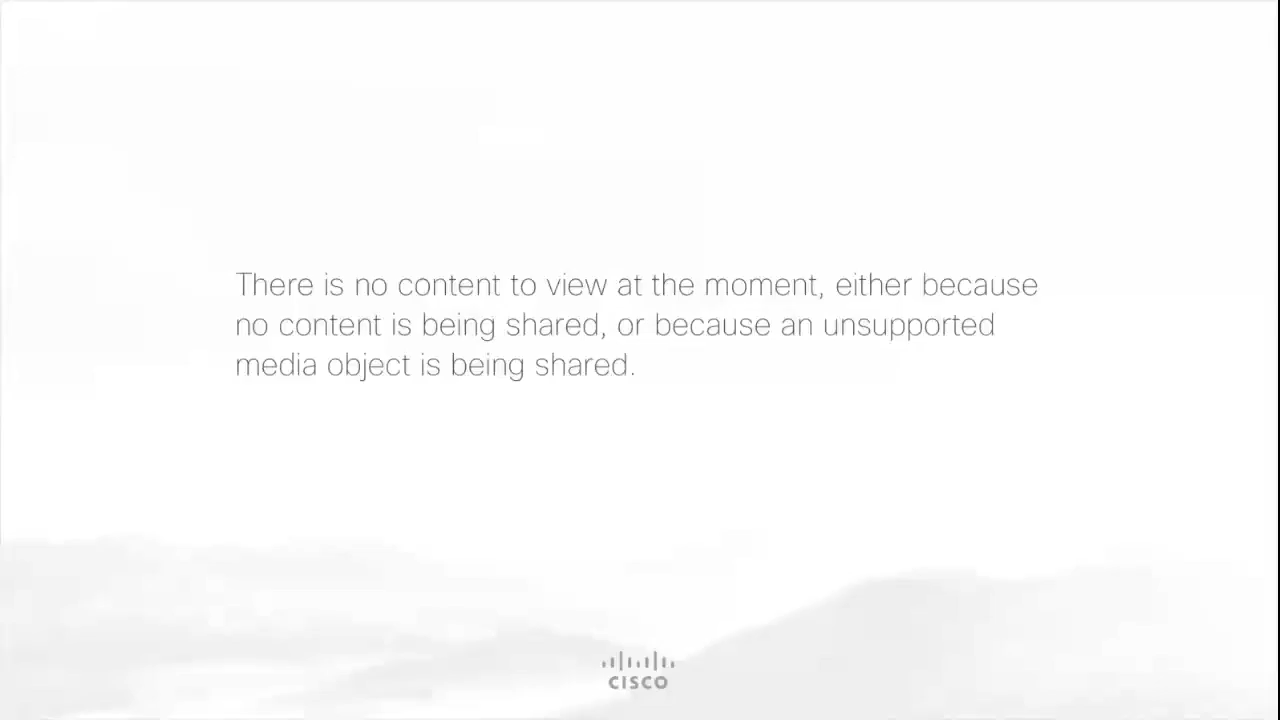 There is no content to view at the moment, either because
no content is being shared, or because an unsupported
media object is being shared.
CISCO